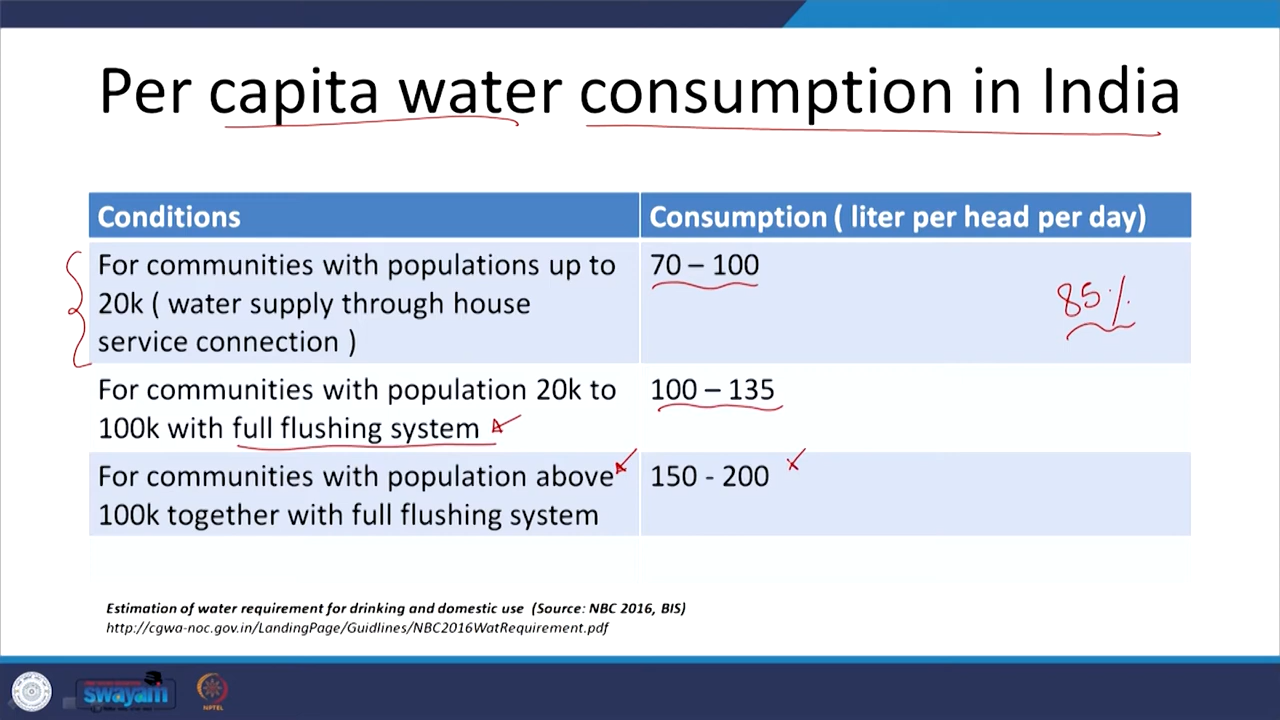 Per capita water consumption in India
Conditions
Consumption ( liter per head per day)
For communities with populations up to
20k ( water supply through house
service connection )
70 – 100
85%
For communities with population 20k to
100k with full flushing system
100 – 135
For communities with population above
100k together with full flushing system
150 - 200
Estimation of water requirement for drinking and domestic use (Source: NBC 2016, BIS)
http://cgwa-noc.gov.in/LandingPage/Guidlines/NBC2016WatRequirement.pdf
swayam
NPTEL